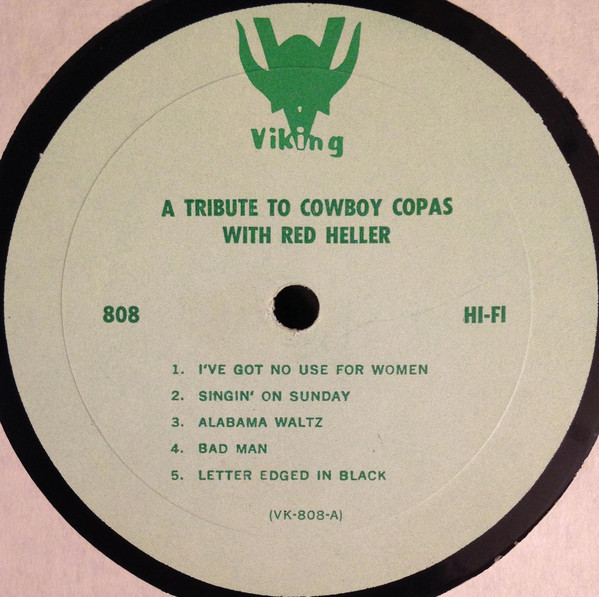 Viking
A TRIBUTE TO COWBOY COPAS
WITH RED HELLER
808
HI-FI
1. I'VE GOT NO USE FOR WOMEN
2. SINGIN' ON SUNDAY
3. ALABAMA WALTZ
4. BAD MAN
5. LETTER EDGED IN BLACK
(VK-808-A)